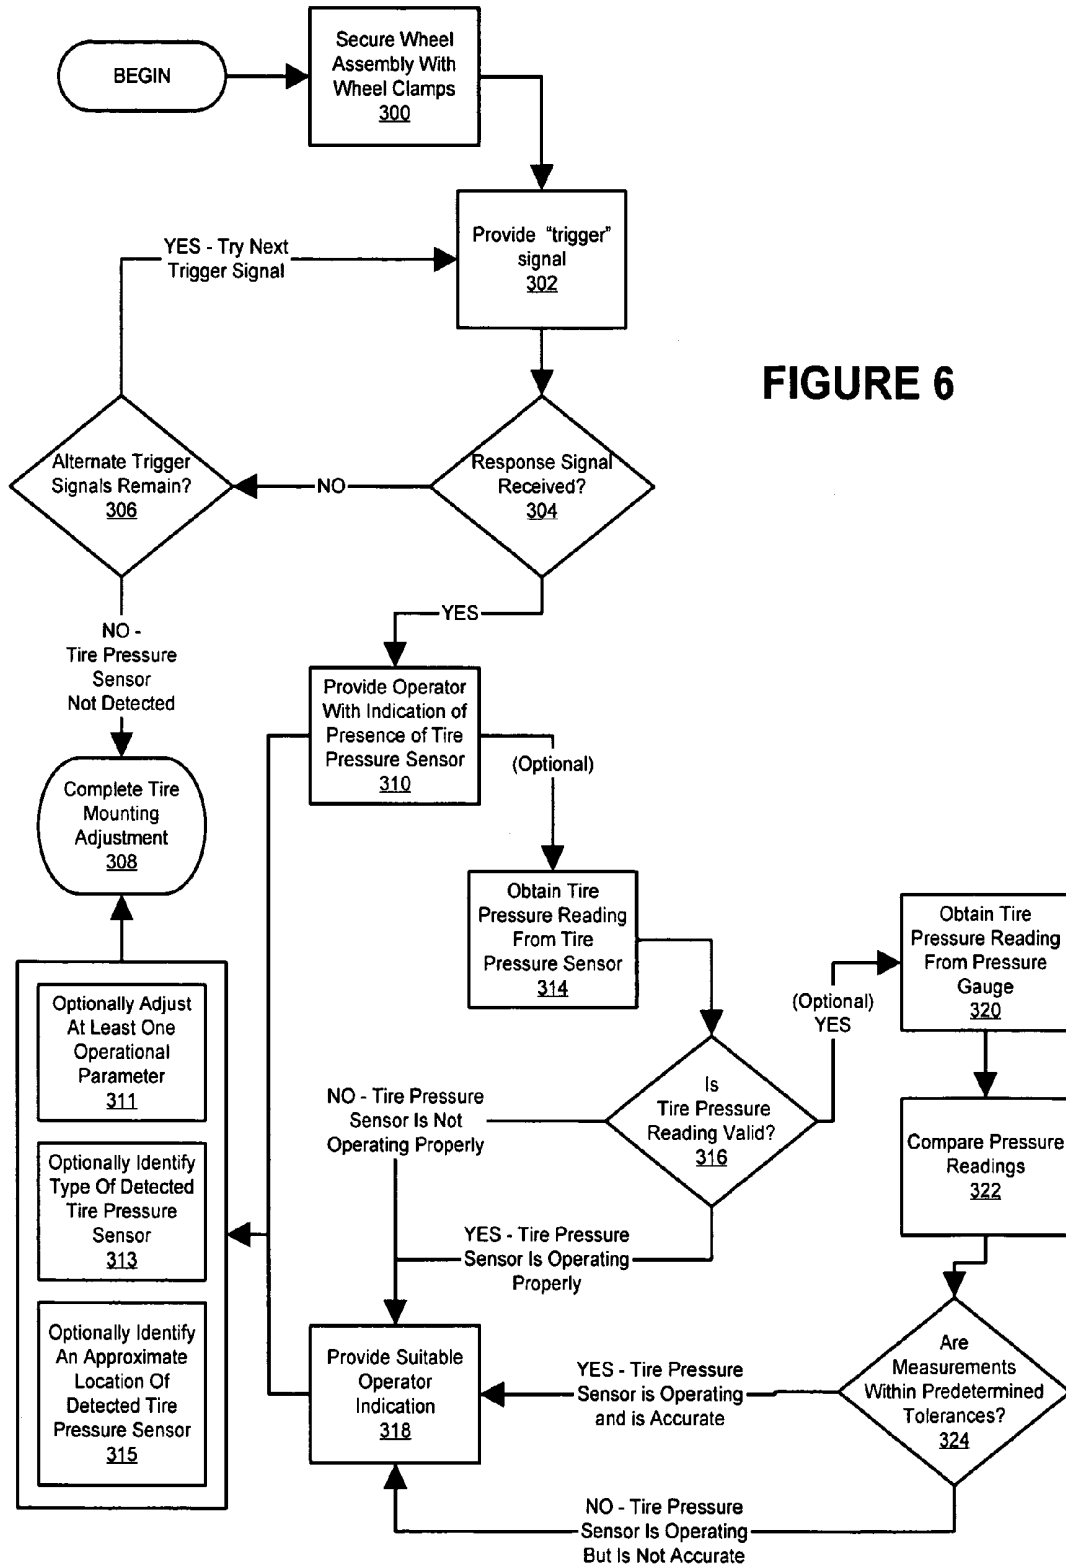 BEGIN
Secure Wheel
Assembly With
Wheel Clamps
300
Provide "trigger"
signal
302
YES - Try Next
Trigger Signal
FIGURE 6
Alternate Trigger
Signals Remain?
306
NO
Response Signal
Received?
304
YES
NO -
Tire Pressure
Sensor
Not Detected
Provide Operator
With Indication of
Presence of Tire
Pressure Sensor
310
(Optional)
Complete Tire
Mounting
Adjustment
308
Obtain Tire
Pressure Reading
From Tire
Pressure Sensor
314
Obtain Tire
Pressure Reading
From Pressure
Gauge
320
(Optional)
YES
Optionally Adjust
At Least One
Operational
Parameter
311
NO - Tire Pressure
Sensor Is Not
Operating Properly
Is
Tire Pressure
Reading Valid?
316
Compare Pressure
Readings
322
Optionally Identify
Type Of Detected
Tire Pressure
Sensor
313
YES - Tire Pressure
Sensor Is Operating
Properly
Optionally Identify
An Approximate
Location Of
Detected Tire
Pressure Sensor
315
Provide Suitable
Operator
Indication
318
YES - Tire Pressure
Sensor is Operating
and is Accurate
Are
Measurements
Within Predetermined
Tolerances?
324
NO - Tire Pressure
Sensor Is Operating
But Is Not Accurate